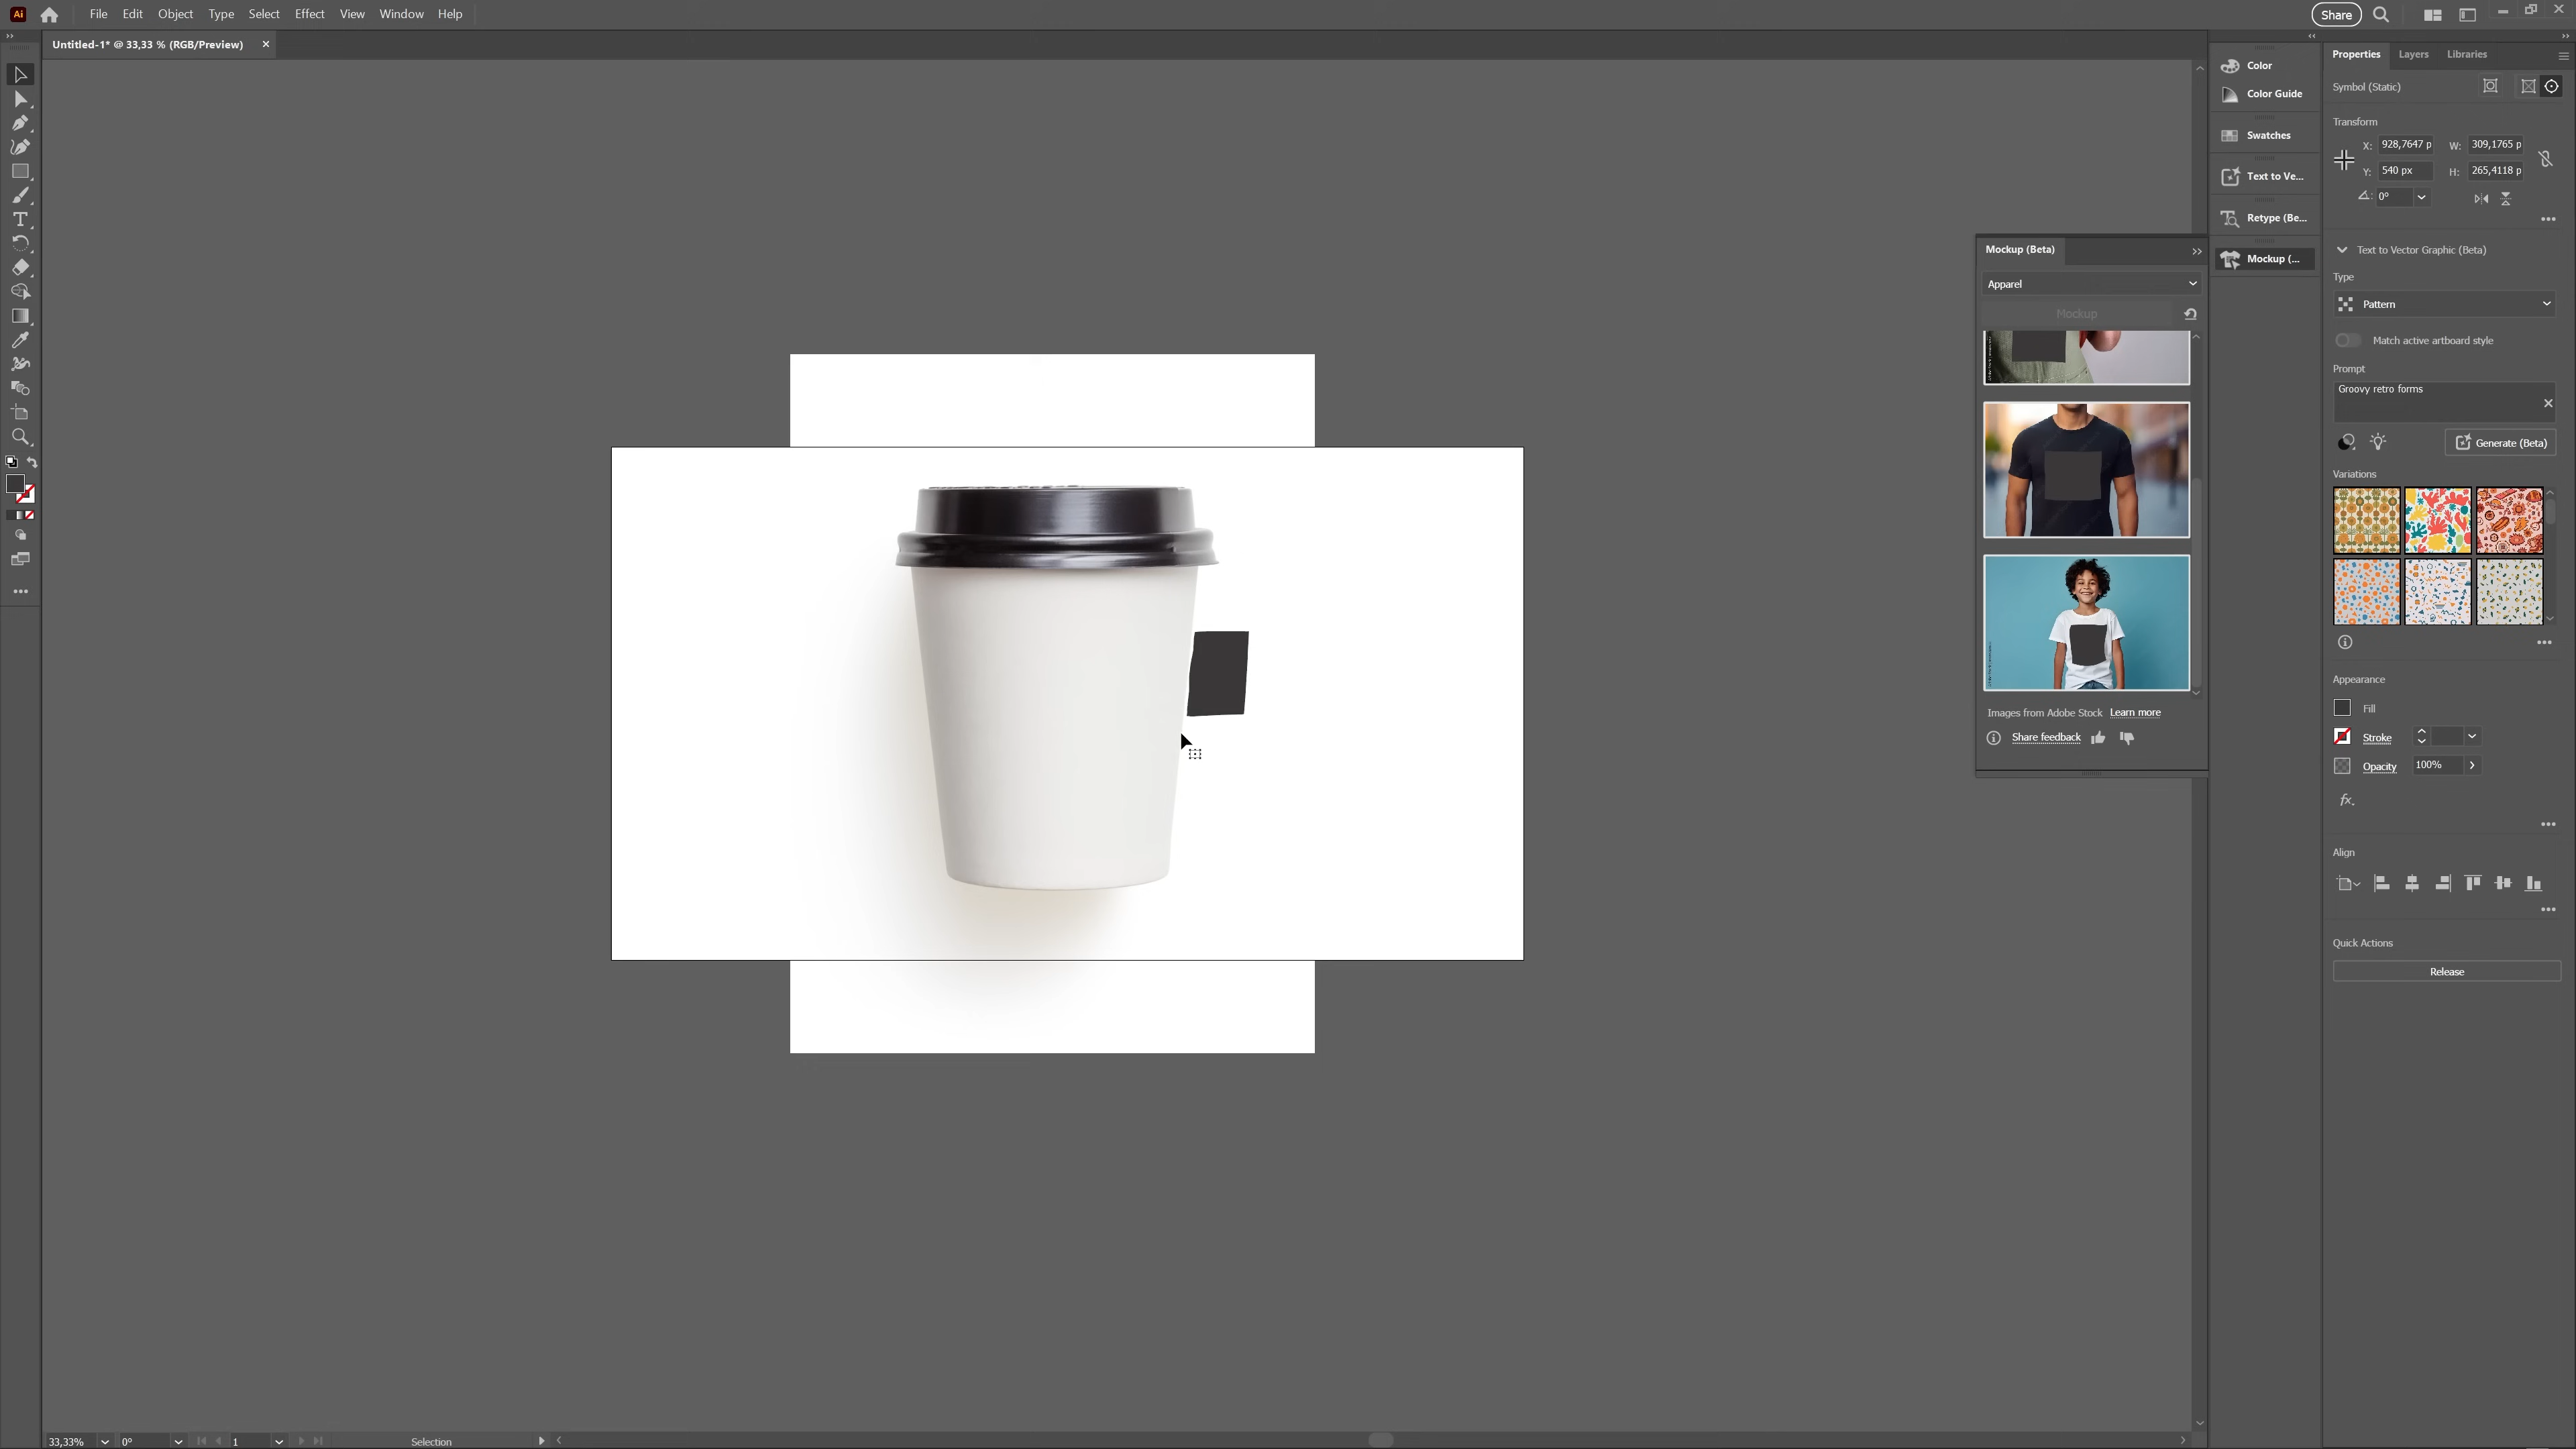 Ai File Edit Object Type Select Effect View Window Help Share
Untitled-1* @ 33,33 % (RGB/Preview)
Mockup (Beta)
Apparel
Mockup
Images from Adobe Stock Learn more
Share feedback
Color
Color Guide
Swatches
Text to Ve...
Retype (Be...
Mockup (...
Properties Layers Libraries
Symbol (Static)
Transform
X: 928,7647 p W: 309,1765 p
Y: 540 px H: 265,4118 p
0°
Text to Vector Graphic (Beta)
Type
Pattern
Match active artboard style
Prompt
Groovy retro forms
Generate (Beta)
Variations
Appearance
Fill
Stroke
Opacity 100%
fx.
Align
Quick Actions
Release
33,33% 0° 1 Selection